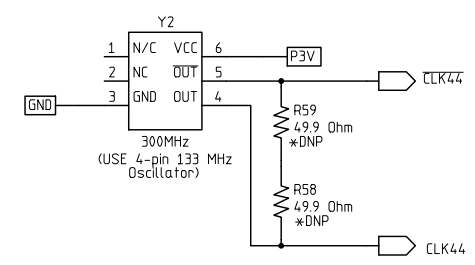 Y2
1 N/C VCC 6 P3V
2 NC OUT 5 CLK44
GND 3 GND OUT 4
R59
49.9 Ohm
*DNP
300MHz
(USE 4-pin 133 MHz
Oscillator)
R58
49.9 Ohm
*DNP
CLK44